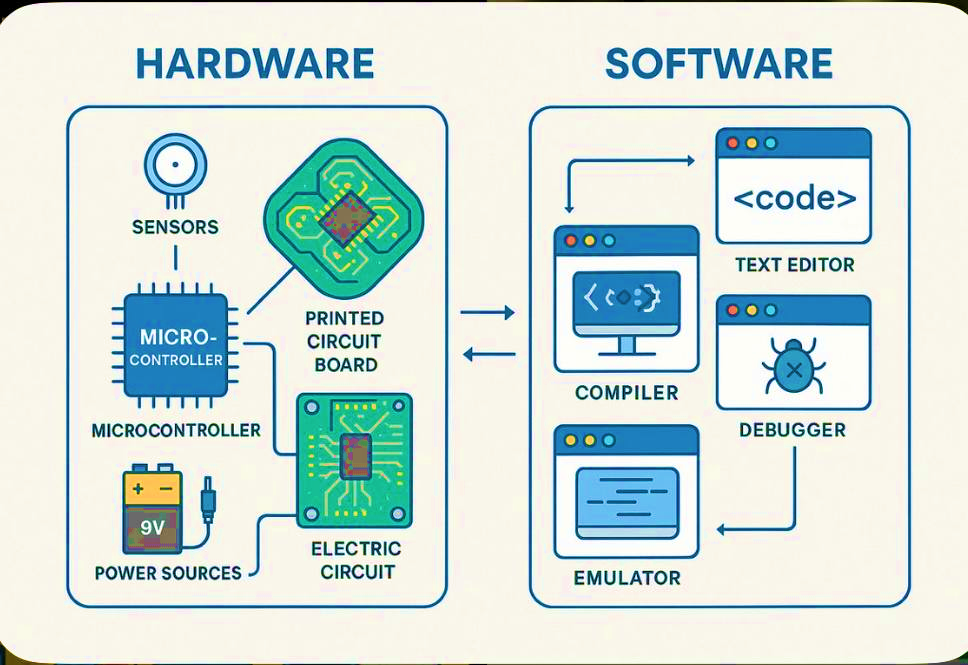 HARDWARE
SENSORS
MICRO-
CONTROLLER
MICROCONTROLLER
PRINTED
CIRCUIT
BOARD
+ −
9V
POWER SOURCES
ELECTRIC
CIRCUIT
SOFTWARE
<code>
TEXT EDITOR
COMPILER
DEBUGGER
EMULATOR